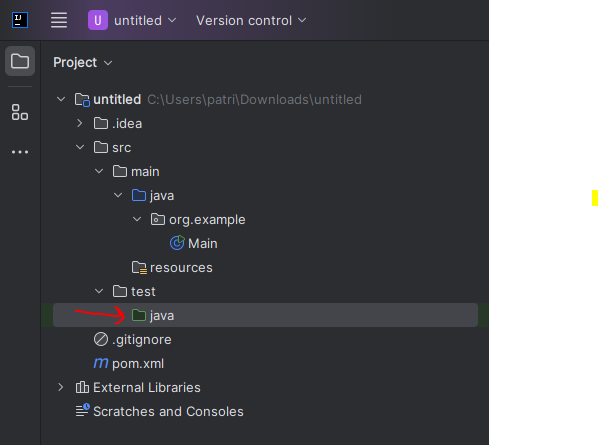 IJ
U untitled Version control
Project
untitled C:\Users\patri\Downloads\untitled
.idea
src
main
java
org.example
Main
resources
test
java
.gitignore
m pom.xml
External Libraries
Scratches and Consoles